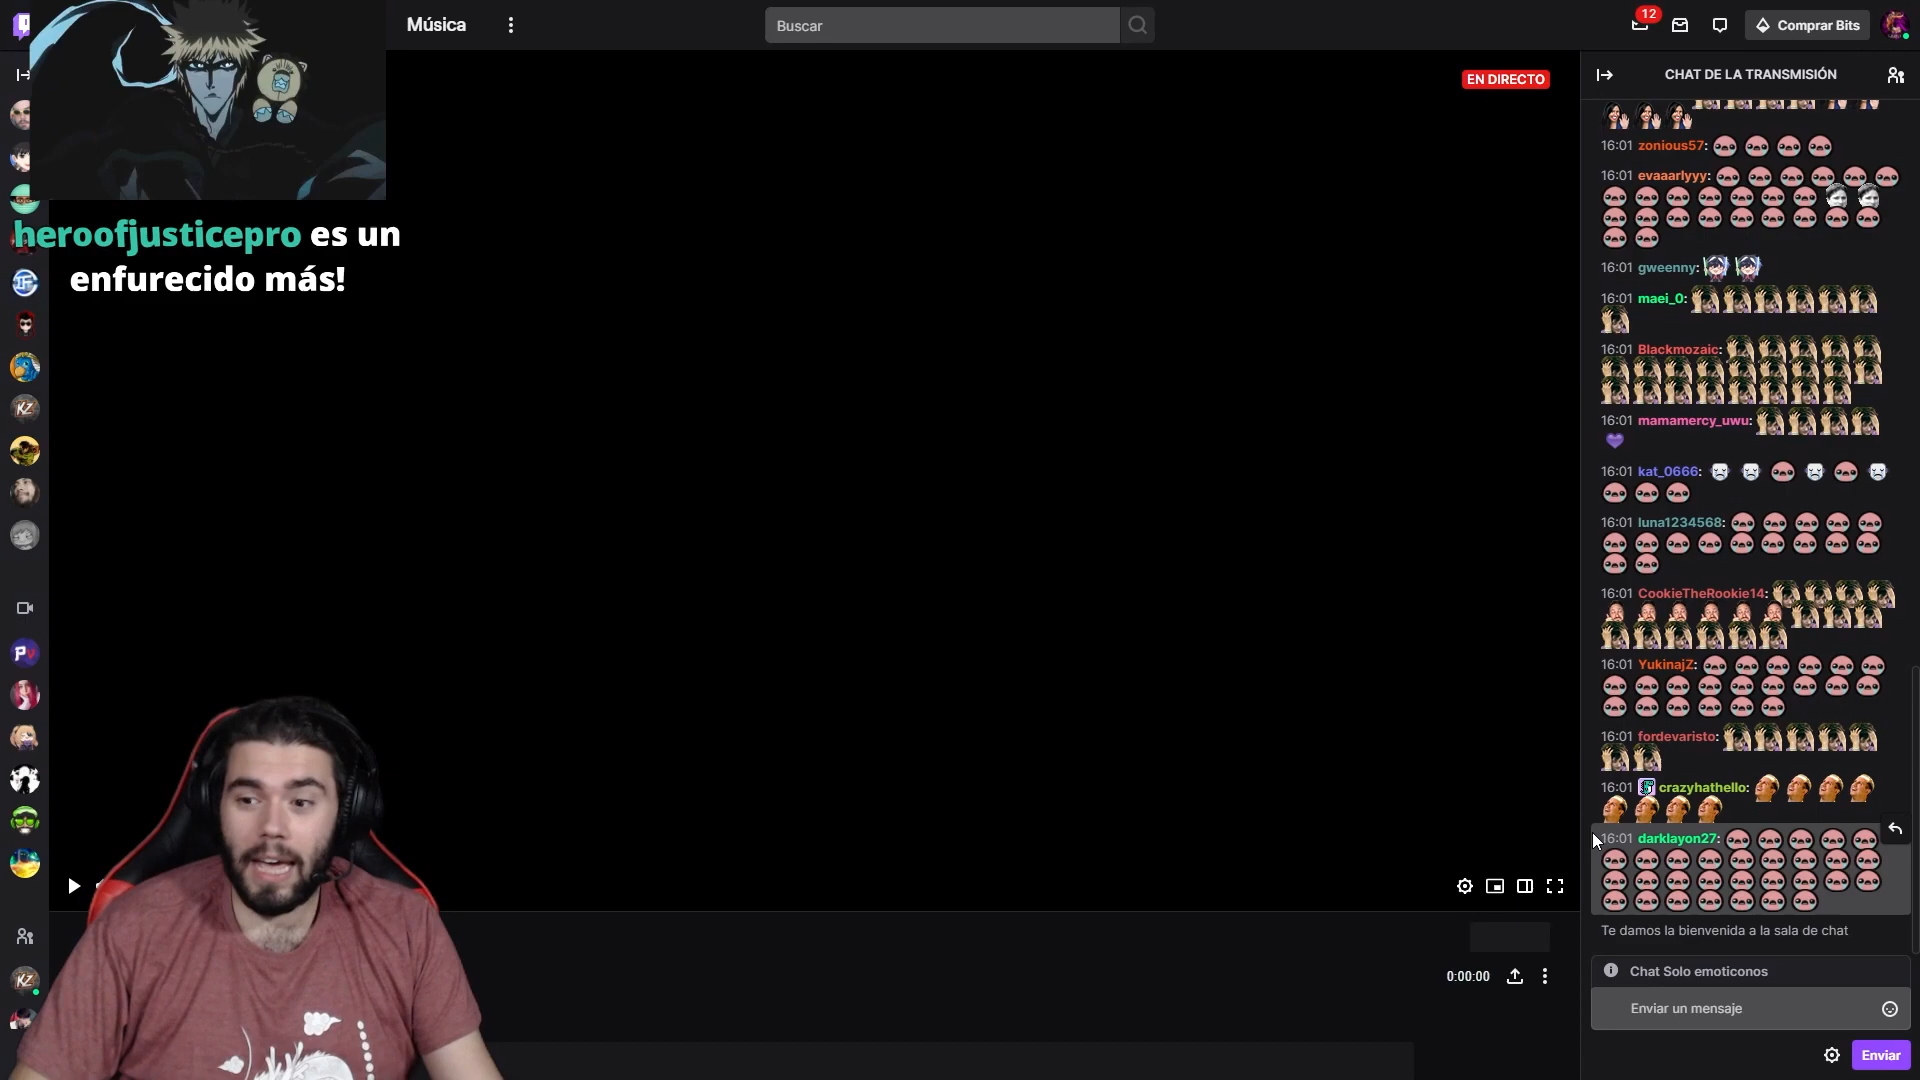 Música
Buscar
12
Comprar Bits
EN DIRECTO
heroofjusticepro es un
enfurecido más!
0:00:00
CHAT DE LA TRANSMISIÓN
16:01 zonious57:
16:01 evaaarlyyy:
16:01 gweenny:
16:01 maei_0:
16:01 Blackmozaic:
16:01 mamamercy_uwu:
16:01 kat_0666:
16:01 luna1234568:
16:01 CookieTheRookie14:
16:01 YukinajZ:
16:01 fordevaristo:
16:01 crazyhathello:
16:01 darklayon27:
Te damos la bienvenida a la sala de chat
Chat Solo emoticonos
Enviar un mensaje
Enviar
KZ
PV
KZ